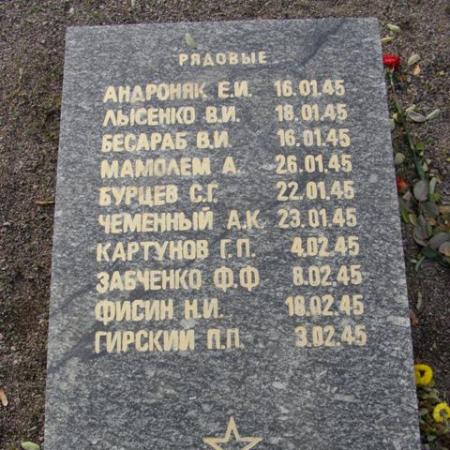 РЯДОВЫЕ
АНДРОНЯК Е.И. 16.01.45
ЛЫСЕНКО В.И. 18.01.45
БЕСАРАБ В.И. 16.01.45
МАМОЛЕМ А. 26.01.45
БУРЦЕВ С.Г. 22.01.45
ЧЕМЕННЫЙ А.К. 23.01.45
КАРТУНОВ Г.П. 4.02.45
ЗАБЧЕНКО Ф.Ф 8.02.45
ФИСИН Н.И. 18.02.45
ГИРСКИЙ П.П. 3.02.45